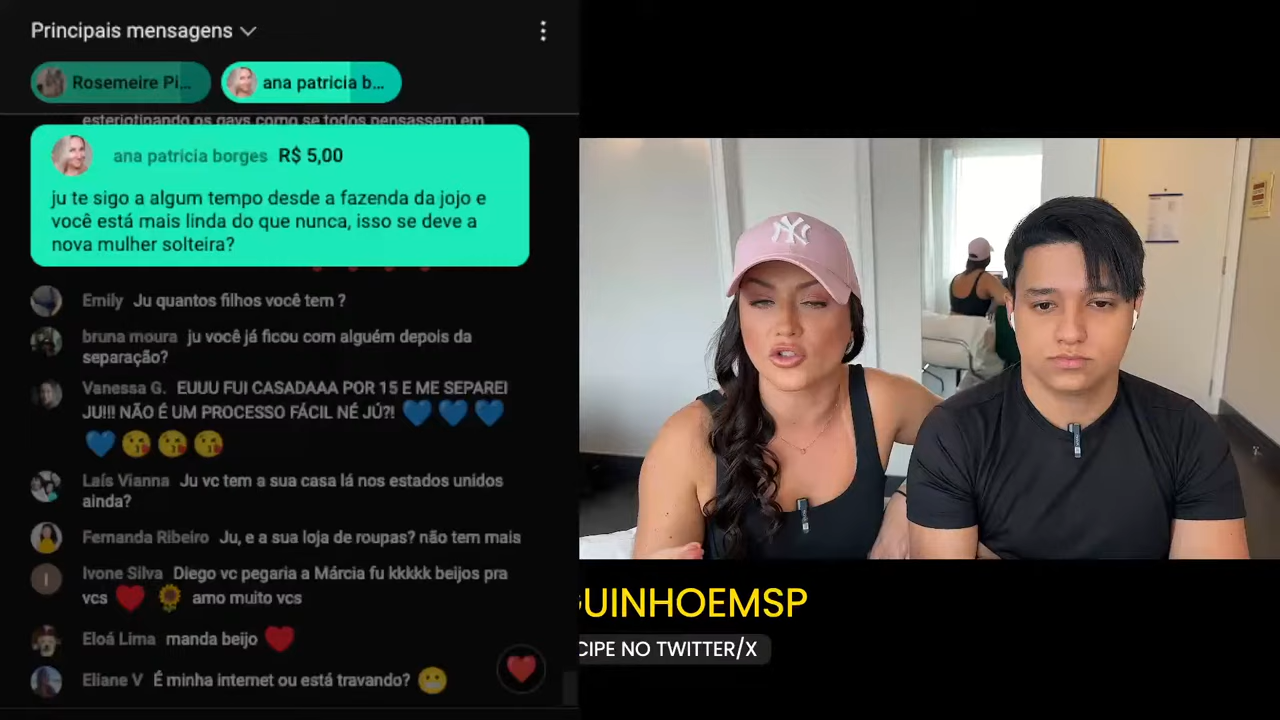 Principais mensagens
Rosemeire Pi...
ana patricia b...
esteriotipando os gays como se todos pensassem em
ana patricia borges R$ 5,00
ju te sigo a algum tempo desde a fazenda da jojo e
você está mais linda do que nunca, isso se deve a
nova mulher solteira?
Emily Ju quantos filhos você tem ?
bruna moura ju você já ficou com alguém depois da
separação?
Vanessa G. EUUU FUI CASADAAA POR 15 E ME SEPAREI
JU!!! NÃO É UM PROCESSO FÁCIL NÉ JÚ?! 💙 💙 💙
💙 😘 😘 😘
Laís Vianna Ju vc tem a sua casa lá nos estados unidos
ainda?
Fernanda Ribeiro Ju, e a sua loja de roupas? não tem mais
I
Ivone Silva Diego vc pegaria a Márcia fu kkkkk beijos pra
vcs ❤️ 🌻 amo muito vcs
Eloá Lima manda beijo ❤️
Eliane V É minha internet ou está travando? 😬
NY
GUINHOEMSP
CIPE NO TWITTER/X